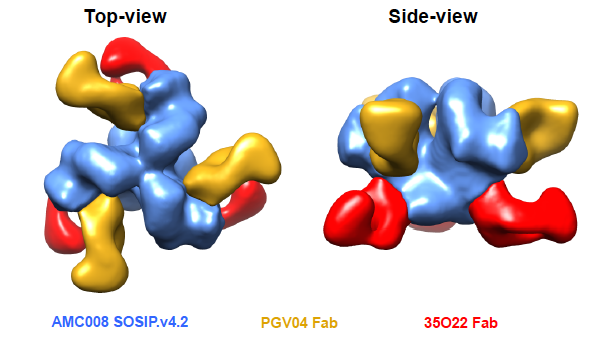 Top-view
Side-view
AMC008 SOSIP.v4.2
PGV04 Fab
35O22 Fab